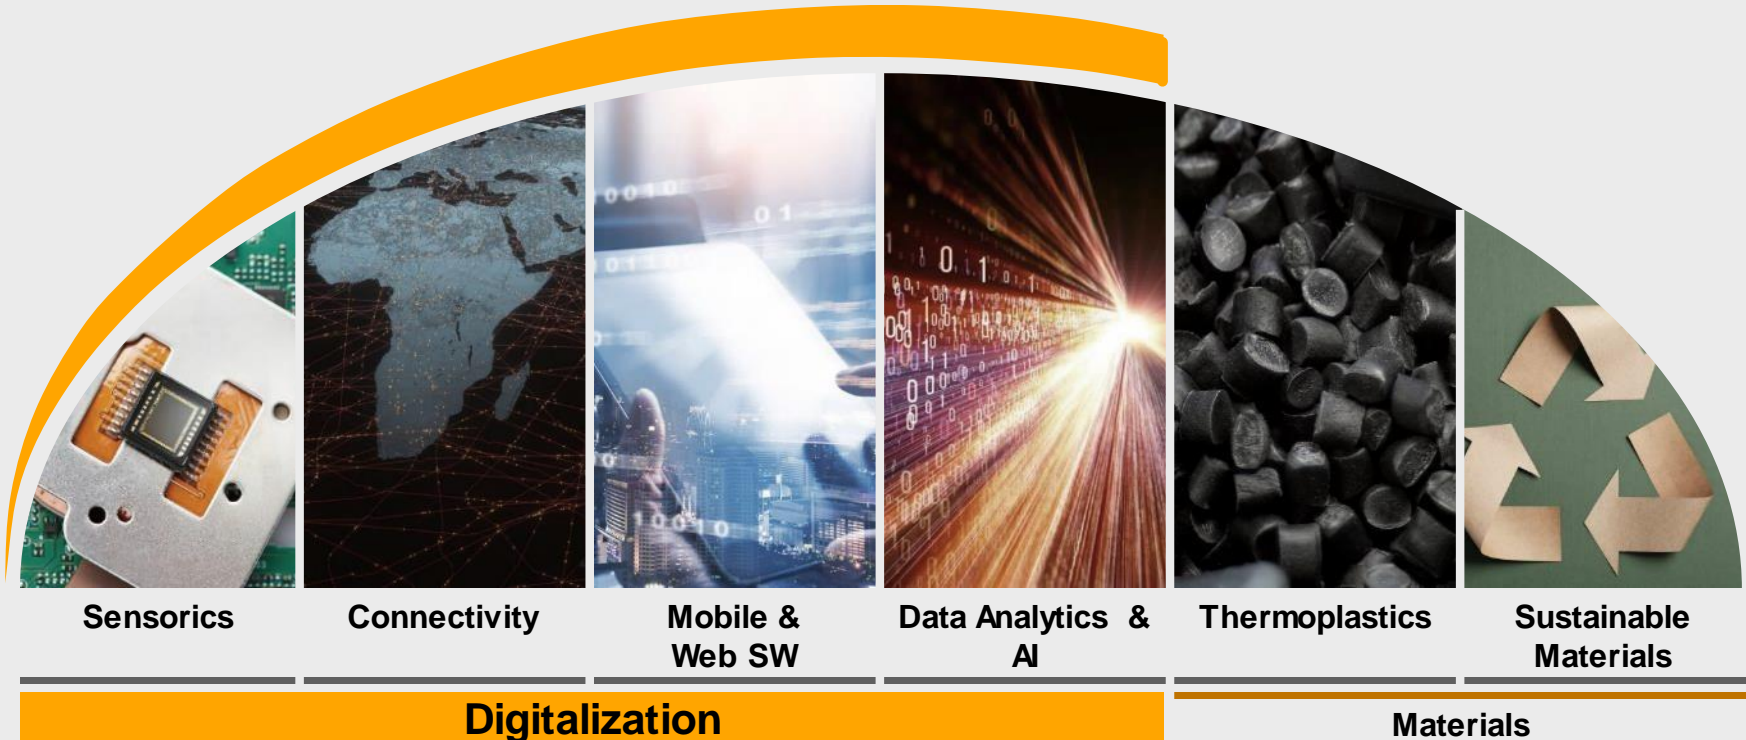 Sensorics
Connectivity
Mobile &
Web SW
Data Analytics &
AI
Thermoplastics
Sustainable
Materials
Digitalization
Materials